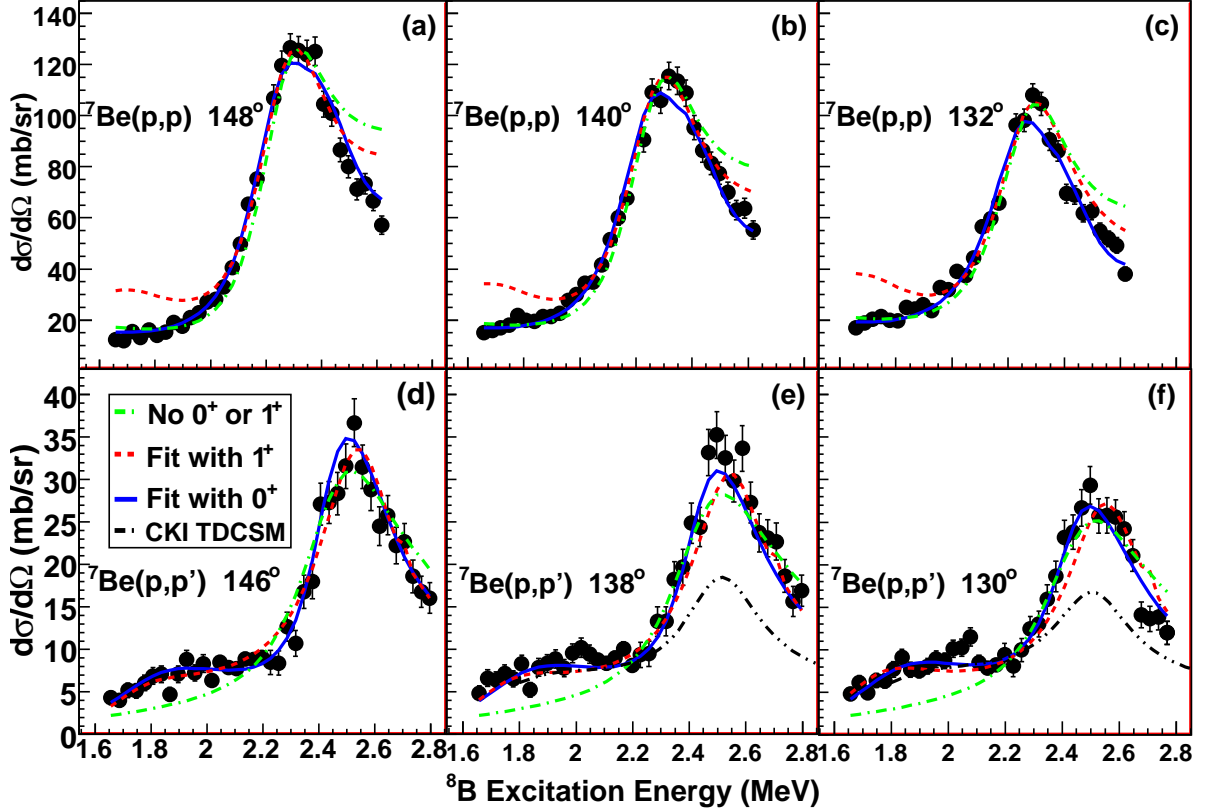 (a) (b) (c)
140
120
100
80
60
40
20
dσ/dΩ (mb/sr)
⁷Be(p,p) 148° ⁷Be(p,p) 140° ⁷Be(p,p) 132°
(d) (e) (f)
40
35
30
25
20
15
10
5
0
dσ/dΩ (mb/sr)
No 0⁺ or 1⁺
Fit with 1⁺
Fit with 0⁺
CKI TDCSM
⁷Be(p,p') 146° ⁷Be(p,p') 138° ⁷Be(p,p') 130°
1.6 1.8 2 2.2 2.4 2.6 2.8 1.6 1.8 2 2.2 2.4 2.6 2.8 1.6 1.8 2 2.2 2.4 2.6 2.8
⁸B Excitation Energy (MeV)